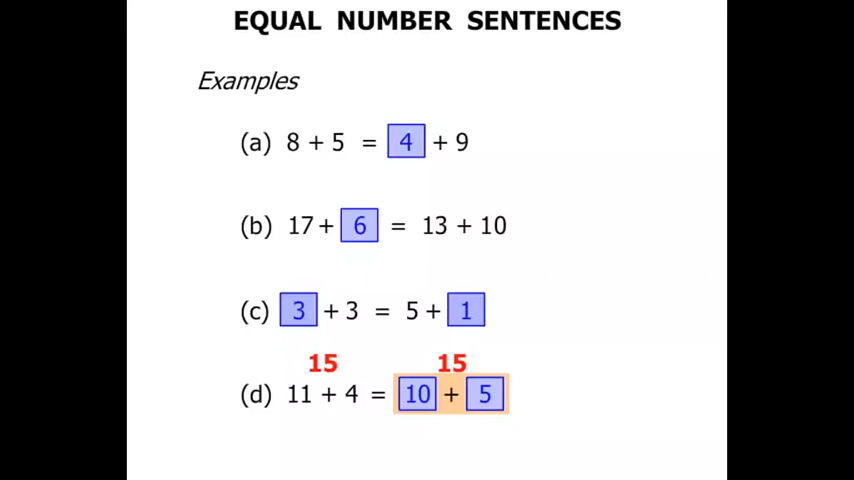 EQUAL NUMBER SENTENCES
Examples
(a) 8 + 5 = 4 + 9
(b) 17 + 6 = 13 + 10
(c) 3 + 3 = 5 + 1
15 15
(d) 11 + 4 = 10 + 5